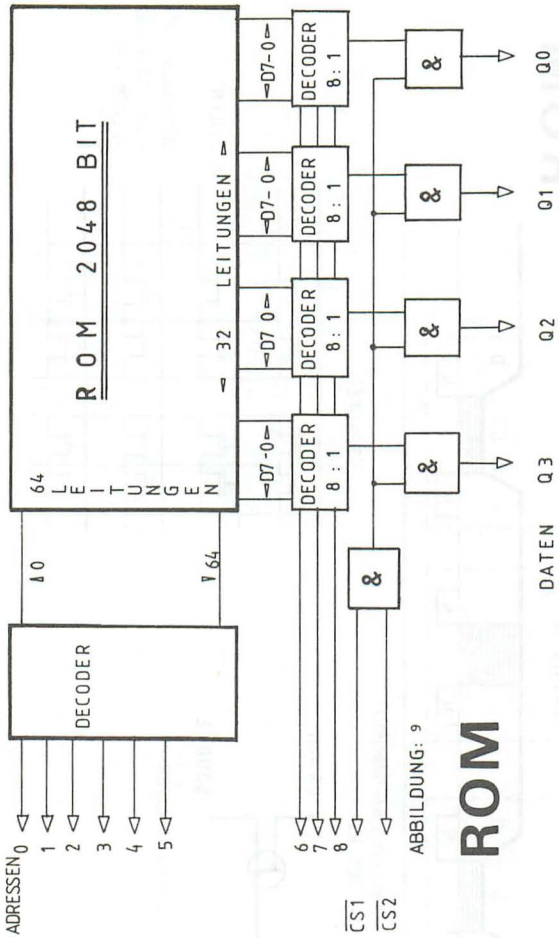 ADRESSEN
0
1
2
3
4
5
DECODER
0
64
64
LEITUNGEN
ROM 2048 BIT
32 LEITUNGEN
D7-0
D7 0
D7-0
D7-0
DECODER
8:1
DECODER
8:1
DECODER
8:1
DECODER
8:1
6
7
8
CS1
CS2
&
&
&
&
&
ABBILDUNG: 9
DATEN Q3 Q2 Q1 Q0
ROM